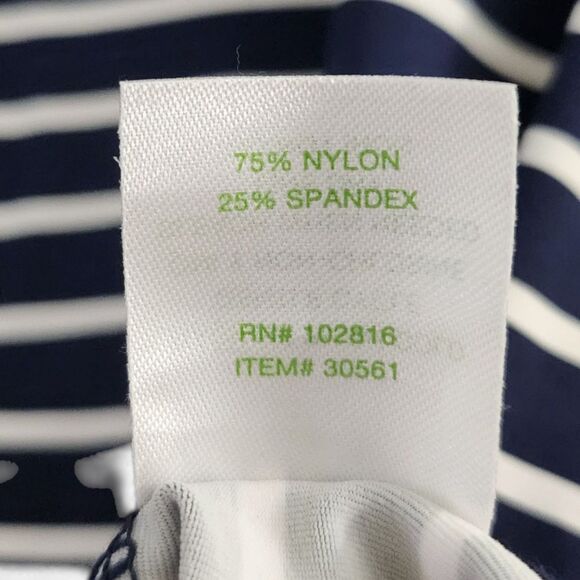 75% NYLON
25% SPANDEX
RN# 102816
ITEM# 30561